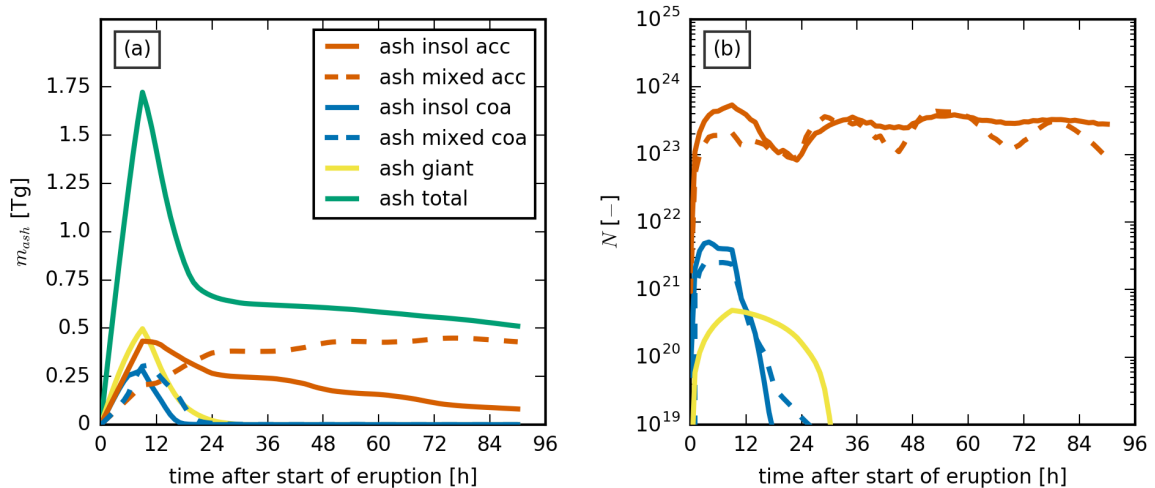 (a)
ash insol acc
ash mixed acc
ash insol coa
ash mixed coa
ash giant
ash total
1.75
1.5
1.25
1.0
0.75
0.5
0.25
0
m_ash [Tg]
0 12 24 36 48 60 72 84 96
time after start of eruption [h]
(b)
10^25
10^24
10^23
10^22
10^21
10^20
10^19
N [−]
0 12 24 36 48 60 72 84 96
time after start of eruption [h]